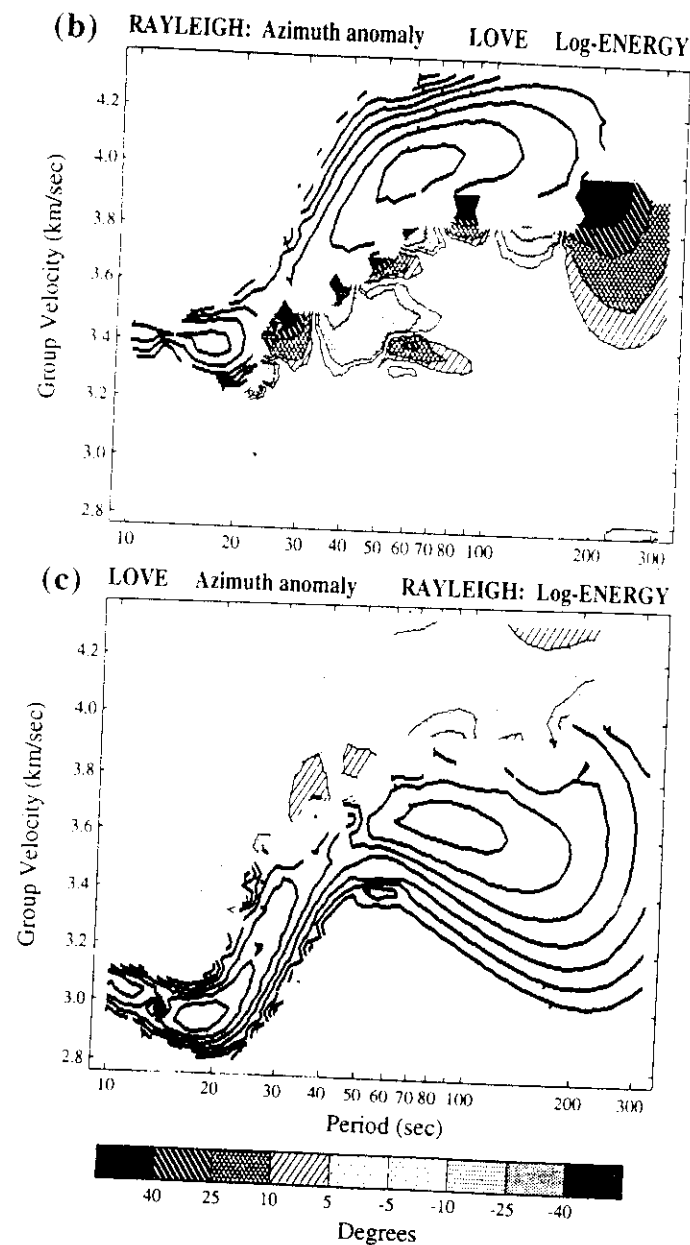 (b) RAYLEIGH: Azimuth anomaly LOVE Log-ENERGY
4.2
4.0
3.8
3.6
3.4
3.2
3.0
2.8
Group Velocity (km/sec)
10 20 30 40 50 60 70 80 100 200 300
(c) LOVE Azimuth anomaly RAYLEIGH: Log-ENERGY
4.2
4.0
3.8
3.6
3.4
3.2
3.0
2.8
Group Velocity (km/sec)
10 20 30 40 50 60 70 80 100 200 300
Period (sec)
40 25 10 5 -5 -10 -25 -40
Degrees